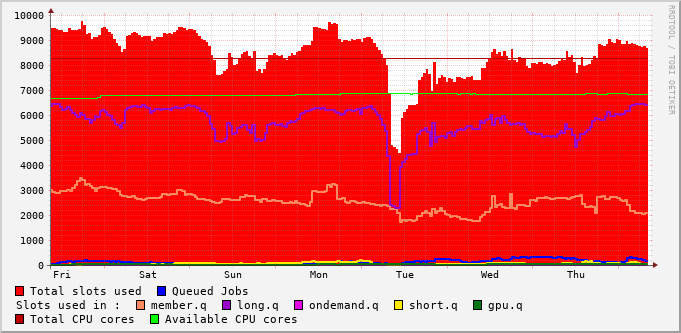 10000
9000
8000
7000
6000
5000
4000
3000
2000
1000
0
Fri Sat Sun Mon Tue Wed Thu
Total slots used Queued Jobs
Slots used in : member.q long.q ondemand.q short.q gpu.q
Total CPU cores Available CPU cores
RRDTOOL / TOBI OETIKER